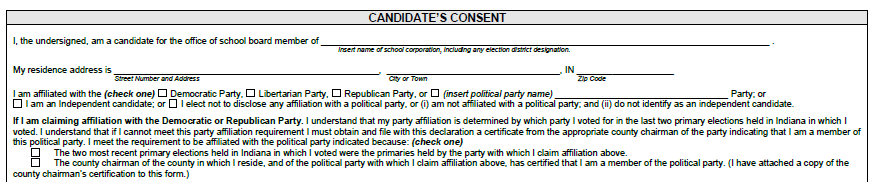 CANDIDATE'S CONSENT
I, the undersigned, am a candidate for the office of school board member of ____________ .
Insert name of school corporation, including any election district designation.
My residence address is ____________, ____________, IN ____________
Street Number and Address City or Town Zip Code
I am affiliated with the (check one) ☐ Democratic Party, ☐ Libertarian Party, ☐ Republican Party, or ☐ (insert political party name) ____________ Party; or
☐ I am an Independent candidate; or ☐ I elect not to disclose any affiliation with a political party, or (i) am not affiliated with a political party; and (ii) do not identify as an independent candidate.
If I am claiming affiliation with the Democratic or Republican Party. I understand that my party affiliation is determined by which party I voted for in the last two primary elections held in Indiana in which I
voted. I understand that if I cannot meet this party affiliation requirement I must obtain and file with this declaration a certificate from the appropriate county chairman of the party indicating that I am a member of
this political party. I meet the requirement to be affiliated with the political party indicated because: (check one)
☐ The two most recent primary elections held in Indiana in which I voted were the primaries held by the party with which I claim affiliation above.
☐ The county chairman of the county in which I reside, and of the political party with which I claim affiliation above, has certified that I am a member of the political party. (I have attached a copy of the
county chairman's certification to this form.)